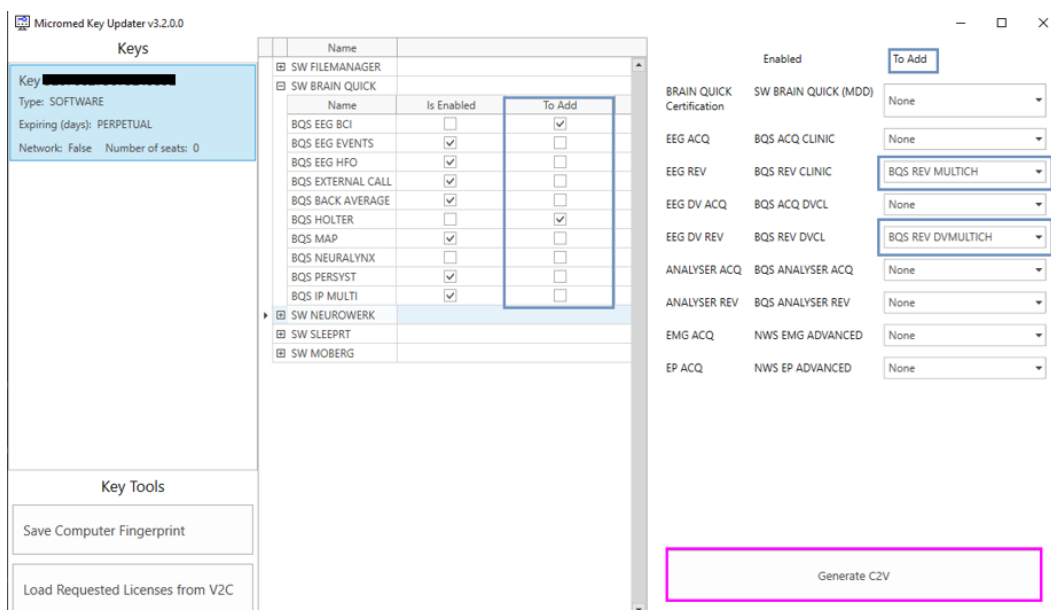 Micromed Key Updater v3.2.0.0
Keys
Key
Type: SOFTWARE
Expiring (days): PERPETUAL
Network: False Number of seats: 0
Key Tools
Save Computer Fingerprint
Load Requested Licenses from V2C
Name
SW FILEMANAGER
SW BRAIN QUICK
Name Is Enabled To Add
BQS EEG BCI
BQS EEG EVENTS
BQS EEG HFO
BQS EXTERNAL CALL
BQS BACK AVERAGE
BQS HOLTER
BQS MAP
BQS NEURALYNX
BQS PERSYST
BQS IP MULTI
SW NEUROWERK
SW SLEEPRT
SW MOBERG
Enabled To Add
BRAIN QUICK SW BRAIN QUICK (MDD) None
Certification
EEG ACQ BQS ACQ CLINIC None
EEG REV BQS REV CLINIC BQS REV MULTICH
EEG DV ACQ BQS ACQ DVCL None
EEG DV REV BQS REV DVCL BQS REV DVMULTICH
ANALYSER ACQ BQS ANALYSER ACQ None
ANALYSER REV BQS ANALYSER REV None
EMG ACQ NWS EMG ADVANCED None
EP ACQ NWS EP ADVANCED None
Generate C2V